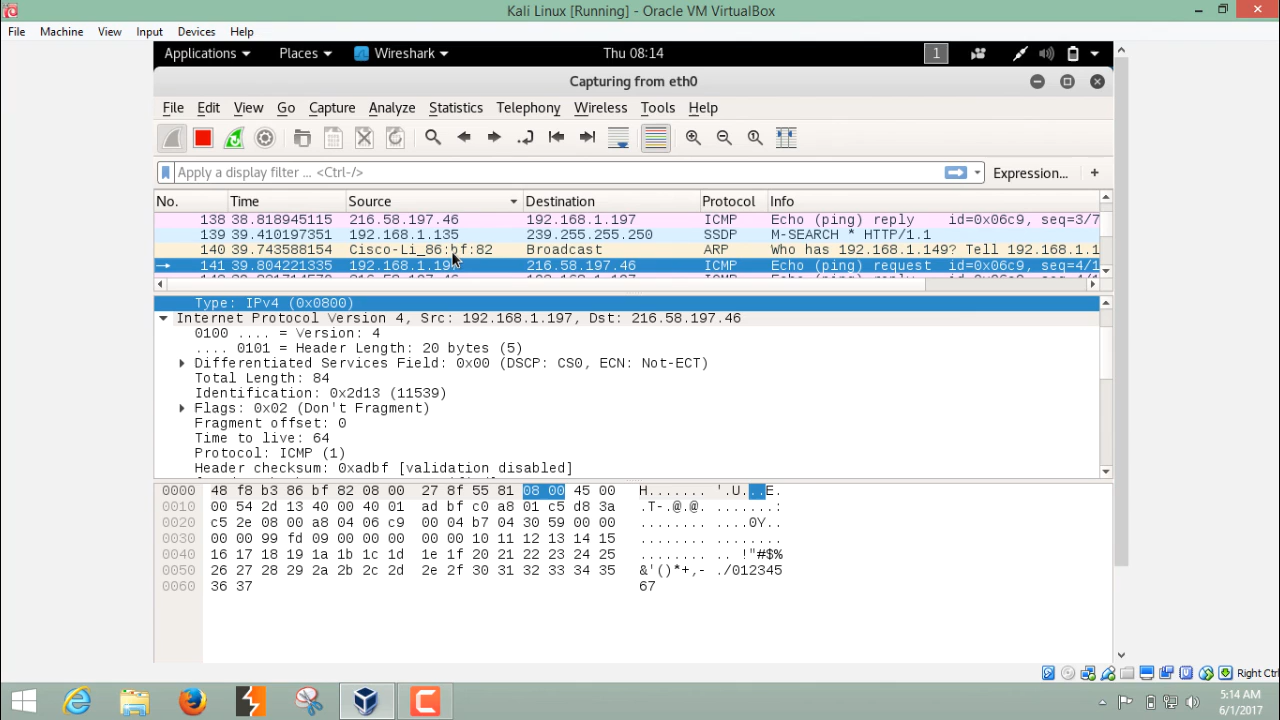 Kali Linux [Running] - Oracle VM VirtualBox
File Machine View Input Devices Help
Applications Places Wireshark Thu 08:14 1
Capturing from eth0
File Edit View Go Capture Analyze Statistics Telephony Wireless Tools Help
Apply a display filter ... <Ctrl-/> Expression... +
No. Time Source Destination Protocol Info
138 38.818945115 216.58.197.46 192.168.1.197 ICMP Echo (ping) reply id=0x06c9, seq=3/7
139 39.410197351 192.168.1.135 239.255.255.250 SSDP M-SEARCH * HTTP/1.1
140 39.743588154 Cisco-Li_86:bf:82 Broadcast ARP Who has 192.168.1.149? Tell 192.168.1.1
141 39.804221335 192.168.1.197 216.58.197.46 ICMP Echo (ping) request id=0x06c9, seq=4/1
Type: IPv4 (0x0800)
Internet Protocol Version 4, Src: 192.168.1.197, Dst: 216.58.197.46
0100 .... = Version: 4
.... 0101 = Header Length: 20 bytes (5)
Differentiated Services Field: 0x00 (DSCP: CS0, ECN: Not-ECT)
Total Length: 84
Identification: 0x2d13 (11539)
Flags: 0x02 (Don't Fragment)
Fragment offset: 0
Time to live: 64
Protocol: ICMP (1)
Header checksum: 0xadbf [validation disabled]
0000 48 f8 b3 86 bf 82 08 00 27 8f 55 81 08 00 45 00 H....... '.U...E.
0010 00 54 2d 13 40 00 40 01 ad bf c0 a8 01 c5 d8 3a .T-.@.@. .......:
0020 c5 2e 08 00 a8 04 06 c9 00 04 b7 04 30 59 00 00 ........ ....0Y..
0030 00 00 99 fd 09 00 00 00 00 00 10 11 12 13 14 15 ........ ........
0040 16 17 18 19 1a 1b 1c 1d 1e 1f 20 21 22 23 24 25 ........ .. !"#$%
0050 26 27 28 29 2a 2b 2c 2d 2e 2f 30 31 32 33 34 35 &'()*+,- ./012345
0060 36 37 67
Right Ctrl
5:14 AM
6/1/2017